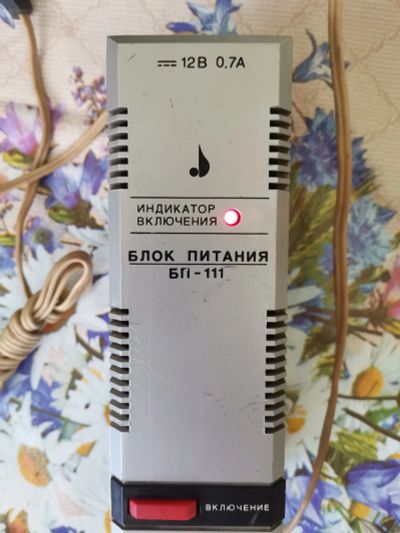 ⎓ 12В 0.7А
ИНДИКАТОР
ВКЛЮЧЕНИЯ
БЛОК ПИТАНИЯ
БП-111
ВКЛЮЧЕНИЕ